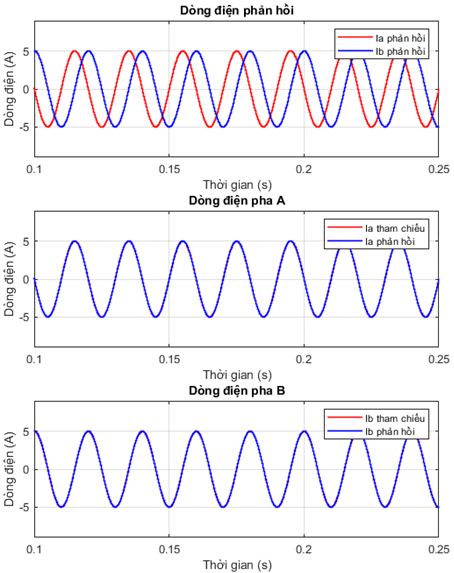 Dòng điện phản hồi
Ia phản hồi
Ib phản hồi
Dòng điện (A)
5
0
-5
0.1
0.15
0.2
0.25
Thời gian (s)
Dòng điện pha A
Ia tham chiếu
Ia phản hồi
Dòng điện (A)
5
0
-5
0.1
0.15
0.2
0.25
Thời gian (s)
Dòng điện pha B
Ib tham chiếu
Ib phản hồi
Dòng điện (A)
5
0
-5
0.1
0.15
0.2
0.25
Thời gian (s)